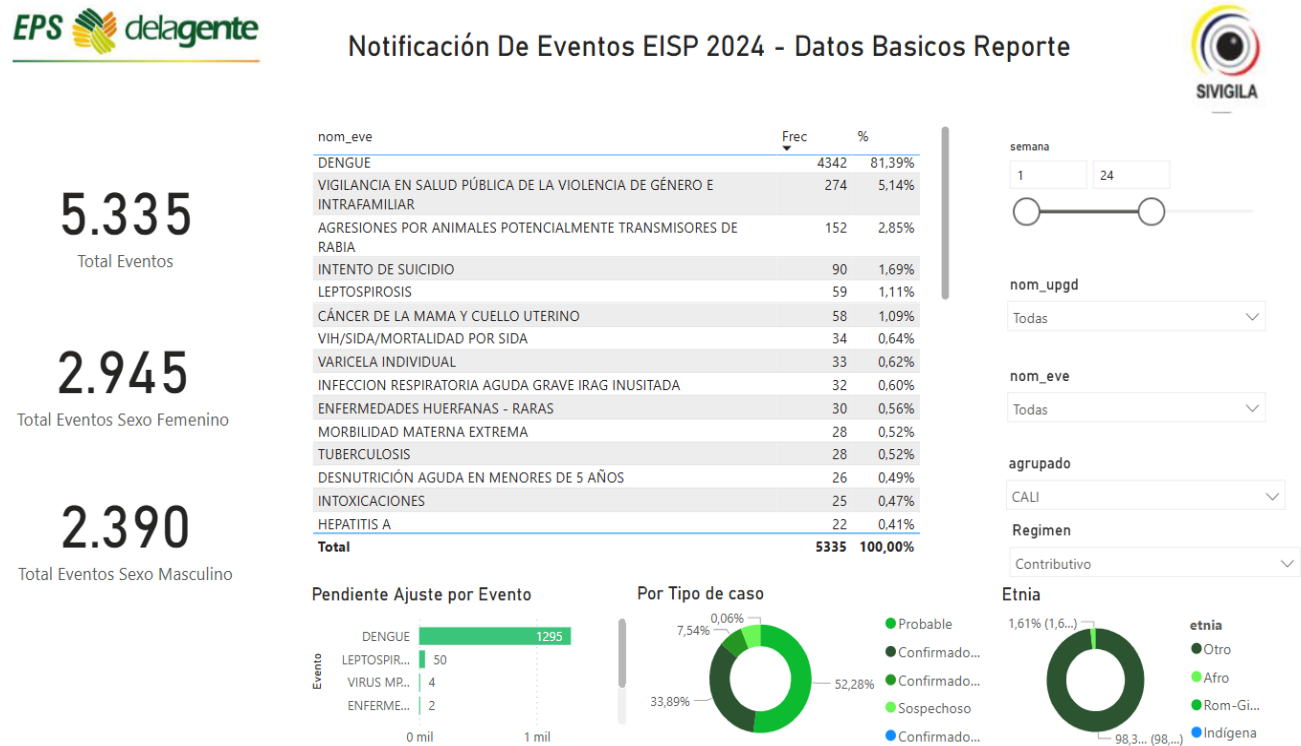 EPS delagente
Notificación De Eventos EISP 2024 - Datos Basicos Reporte
SIVIGILA
5.335
Total Eventos
2.945
Total Eventos Sexo Femenino
2.390
Total Eventos Sexo Masculino
nom_eve Frec %
DENGUE 4342 81,39%
VIGILANCIA EN SALUD PÚBLICA DE LA VIOLENCIA DE GÉNERO E 274 5,14%
INTRAFAMILIAR
AGRESIONES POR ANIMALES POTENCIALMENTE TRANSMISORES DE 152 2,85%
RABIA
INTENTO DE SUICIDIO 90 1,69%
LEPTOSPIROSIS 59 1,11%
CÁNCER DE LA MAMA Y CUELLO UTERINO 58 1,09%
VIH/SIDA/MORTALIDAD POR SIDA 34 0,64%
VARICELA INDIVIDUAL 33 0,62%
INFECCION RESPIRATORIA AGUDA GRAVE IRAG INUSITADA 32 0,60%
ENFERMEDADES HUERFANAS - RARAS 30 0,56%
MORBILIDAD MATERNA EXTREMA 28 0,52%
TUBERCULOSIS 28 0,52%
DESNUTRICIÓN AGUDA EN MENORES DE 5 AÑOS 26 0,49%
INTOXICACIONES 25 0,47%
HEPATITIS A 22 0,41%
Total 5335 100,00%
semana
1 24
nom_upgd
Todas
nom_eve
Todas
agrupado
CALI
Regimen
Contributivo
Pendiente Ajuste por Evento
Evento
DENGUE 1295
LEPTOSPIR... 50
VIRUS MP... 4
ENFERME... 2
0 mil 1 mil
Por Tipo de caso
0,06%
7,54%
33,89%
52,28%
Probable
Confirmado...
Confirmado...
Sospechoso
Confirmado...
Etnia
1,61% (1,6...)
98,3... (98,...)
etnia
Otro
Afro
Rom-Gi...
Indígena